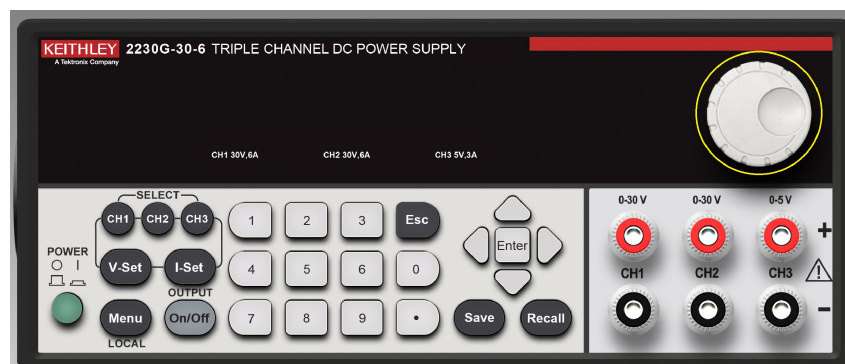 KEITHLEY 2230G-30-6 TRIPLE CHANNEL DC POWER SUPPLY
A Tektronix Company
CH1 30V,6A CH2 30V,6A CH3 5V,3A
SELECT
CH1 CH2 CH3 1 2 3 Esc
POWER
O I
V-Set I-Set 4 5 6 0
Enter
OUTPUT
Menu On/Off 7 8 9 • Save Recall
LOCAL
0-30 V 0-30 V 0-5 V
+
CH1 CH2 CH3
-